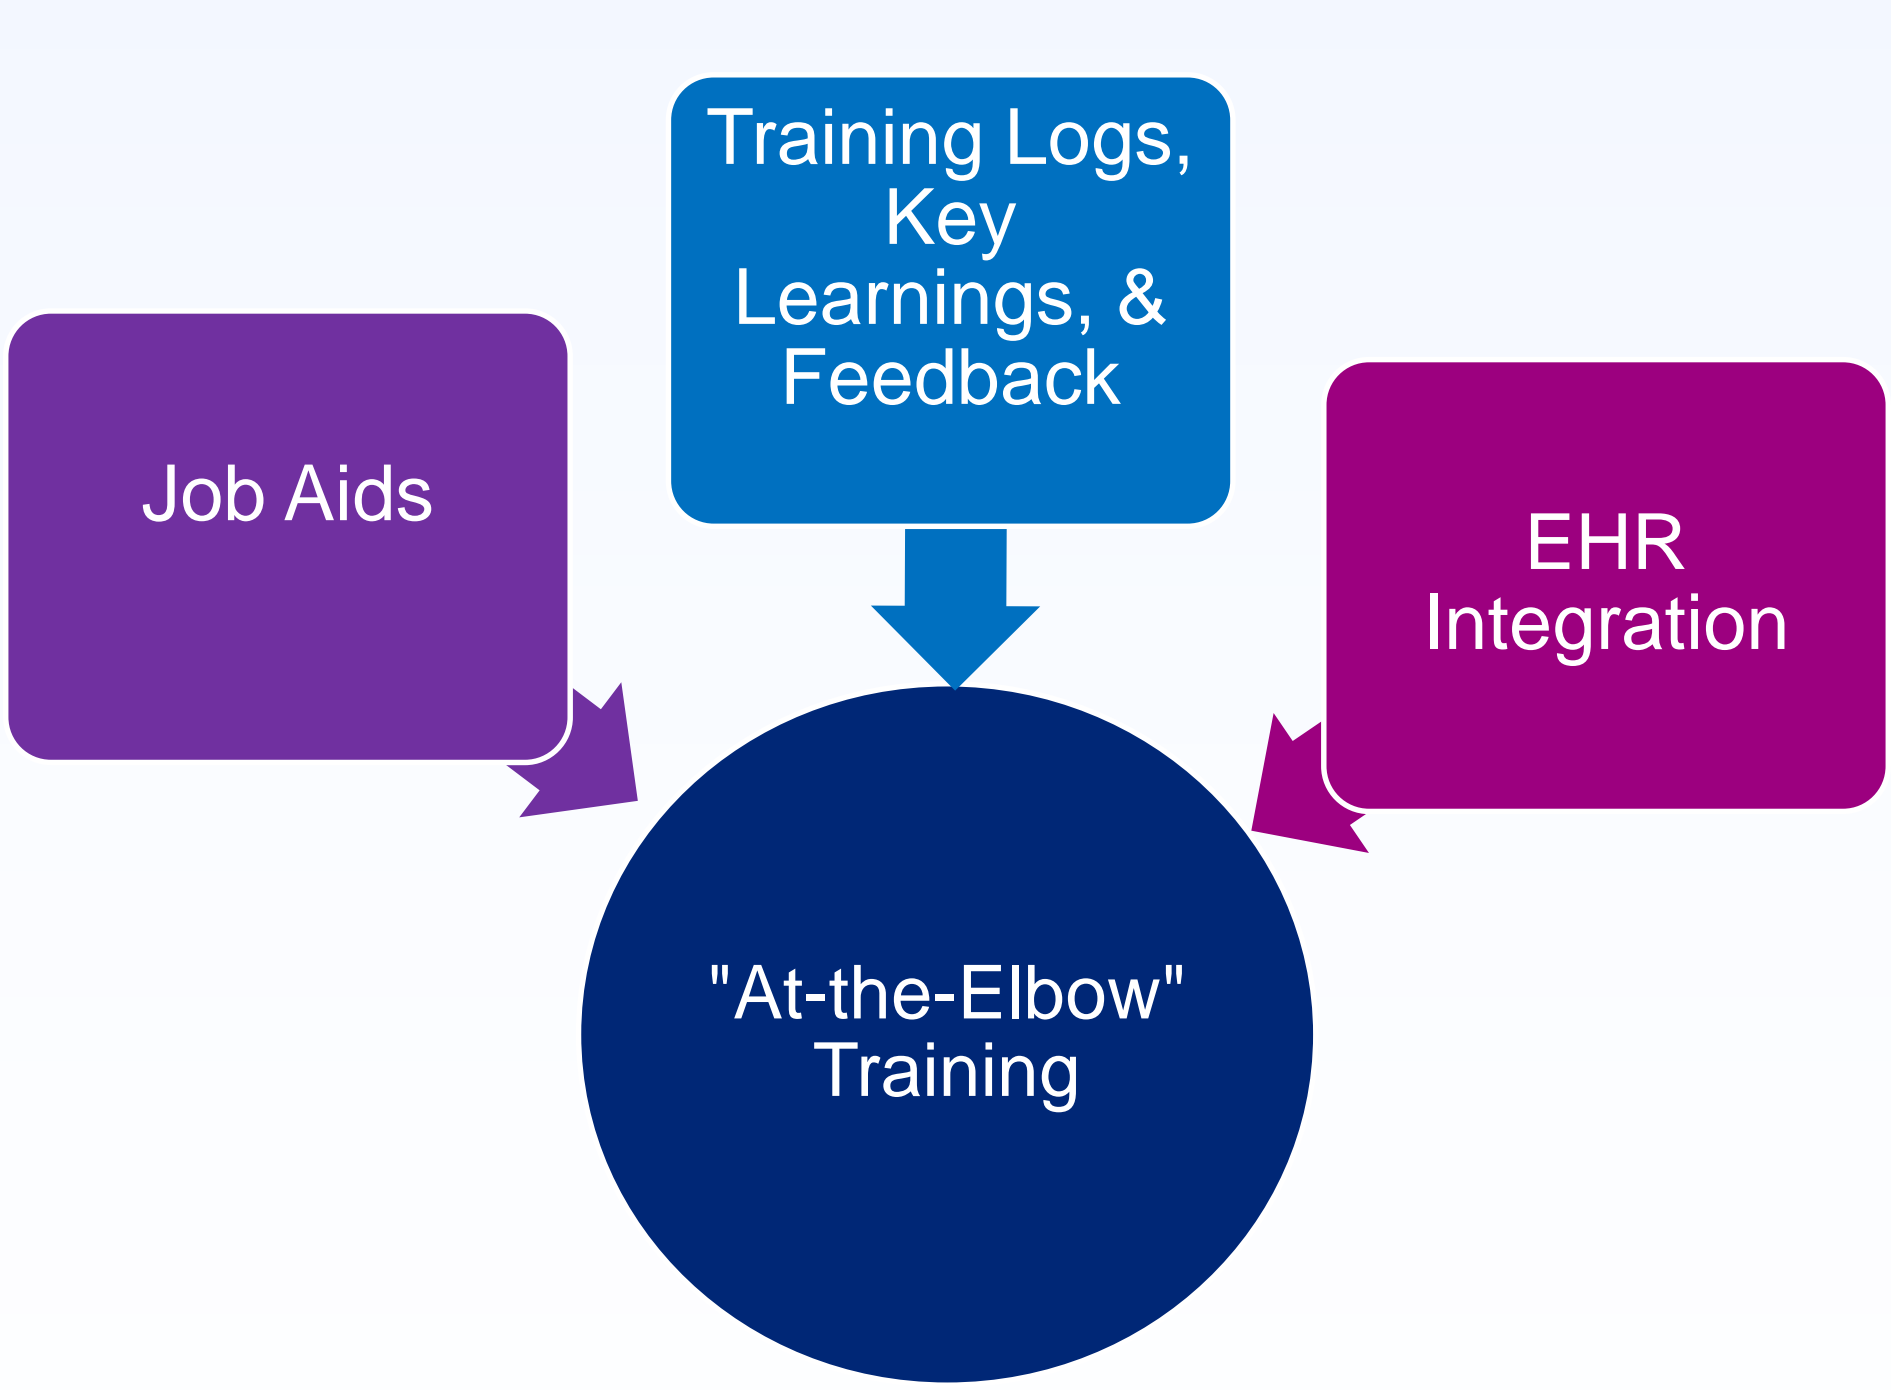 Training Logs,
Key
Learnings, &
Feedback
Job Aids
EHR
Integration
"At-the-Elbow"
Training